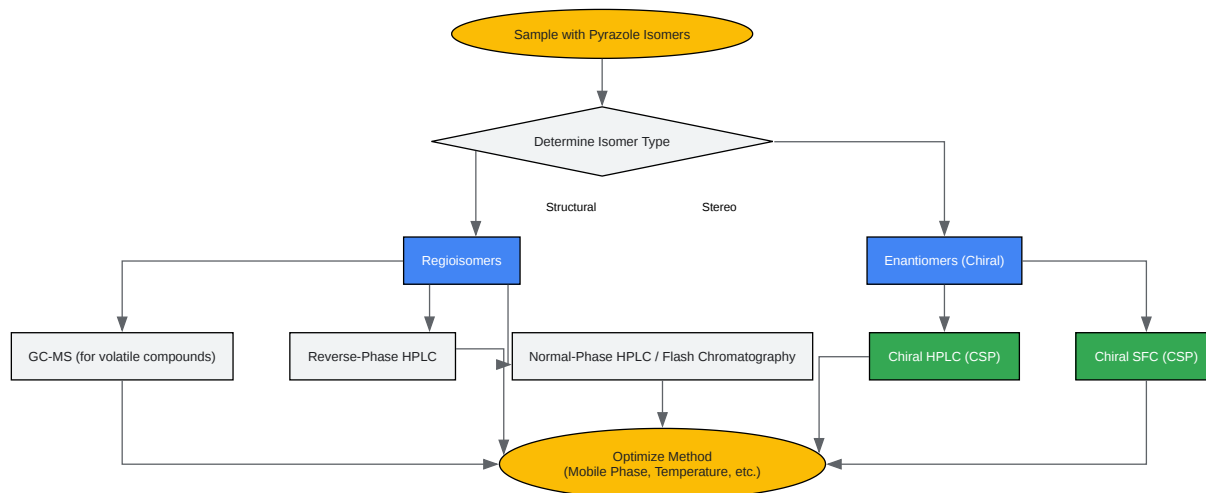 Sample with Pyrazole Isomers
Determine Isomer Type
Structural
Stereo
Regioisomers
Enantiomers (Chiral)
GC-MS (for volatile compounds)
Reverse-Phase HPLC
Normal-Phase HPLC / Flash Chromatography
Chiral HPLC (CSP)
Chiral SFC (CSP)
Optimize Method
(Mobile Phase, Temperature, etc.)